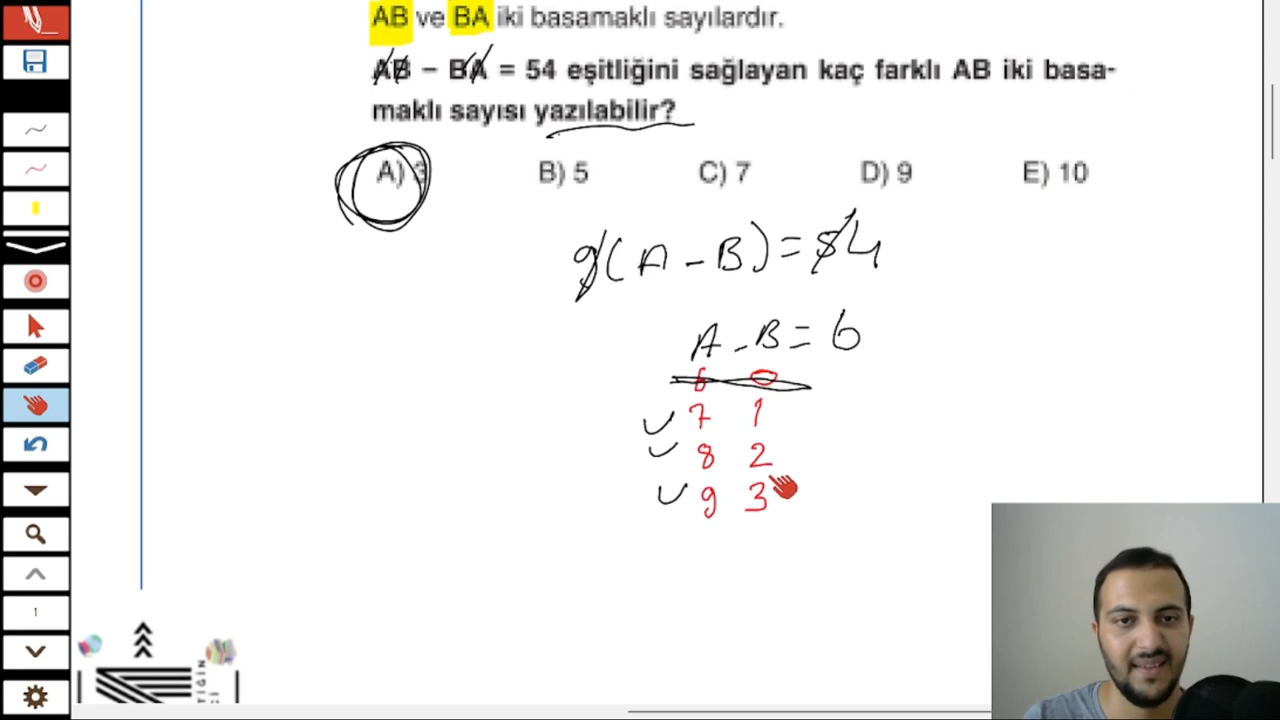 AB ve BA iki basamaklı sayılardır.
AB – BA = 54 eşitliğini sağlayan kaç farklı AB iki basa-
maklı sayısı yazılabilir?
A) 3 B) 5 C) 7 D) 9 E) 10
9(A - B) = 54
A - B = 6
6 0
7 1
8 2
9 3
1